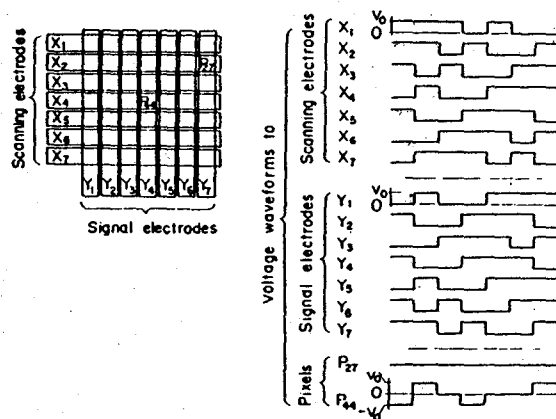 Scanning electrodes
X1
X2
X3
X4
X5
X6
X7
P27
P44
Y1 Y2 Y3 Y4 Y5 Y6 Y7
Signal electrodes
Voltage waveforms to
Scanning electrodes
V0
0
X1
X2
X3
X4
X5
X6
X7
Signal electrodes
V0
0
Y1
Y2
Y3
Y4
Y5
Y6
Y7
Pixels
P27
P44
V0
0
-V0